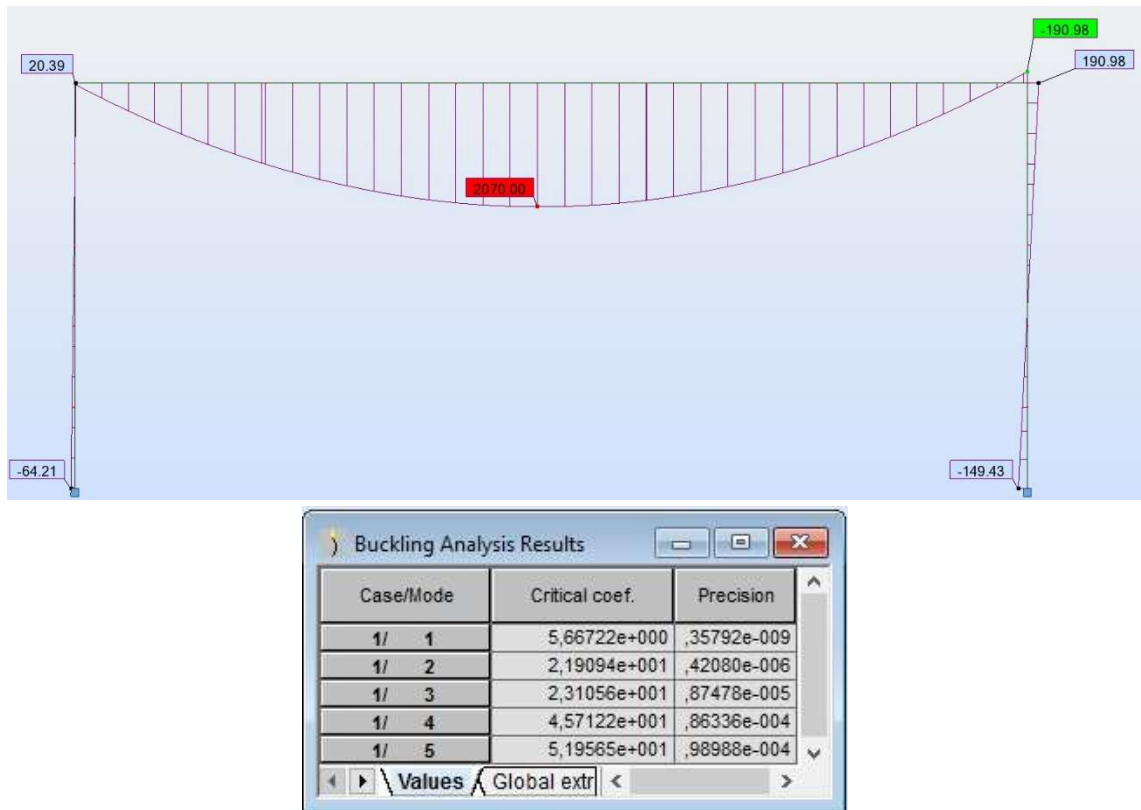 -190.98
20.39
190.98
2070.00
-64.21
-149.43
Buckling Analysis Results
Case/Mode Critical coef. Precision
1/ 1 5,66722e+000 ,35792e-009
1/ 2 2,19094e+001 ,42080e-006
1/ 3 2,31056e+001 ,87478e-005
1/ 4 4,57122e+001 ,86336e-004
1/ 5 5,19565e+001 ,98988e-004
Values Global extr